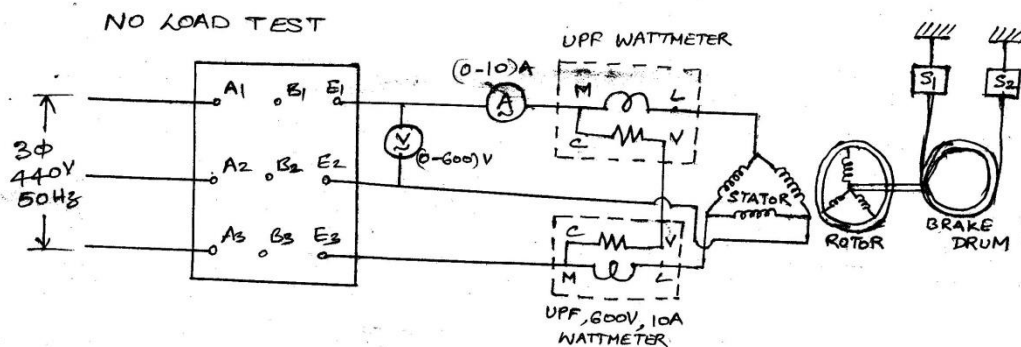 NO LOAD TEST
UPF WATTMETER
(0-10)A
A
M
L
C
V
S1
S2
A1 B1 E1
V
(0-600)V
3Φ
440V
50Hz
A2 B2 E2
STATOR
ROTOR
BRAKE
DRUM
A3 B3 E3
C
V
M
L
UPF, 600V, 10A
WATTMETER